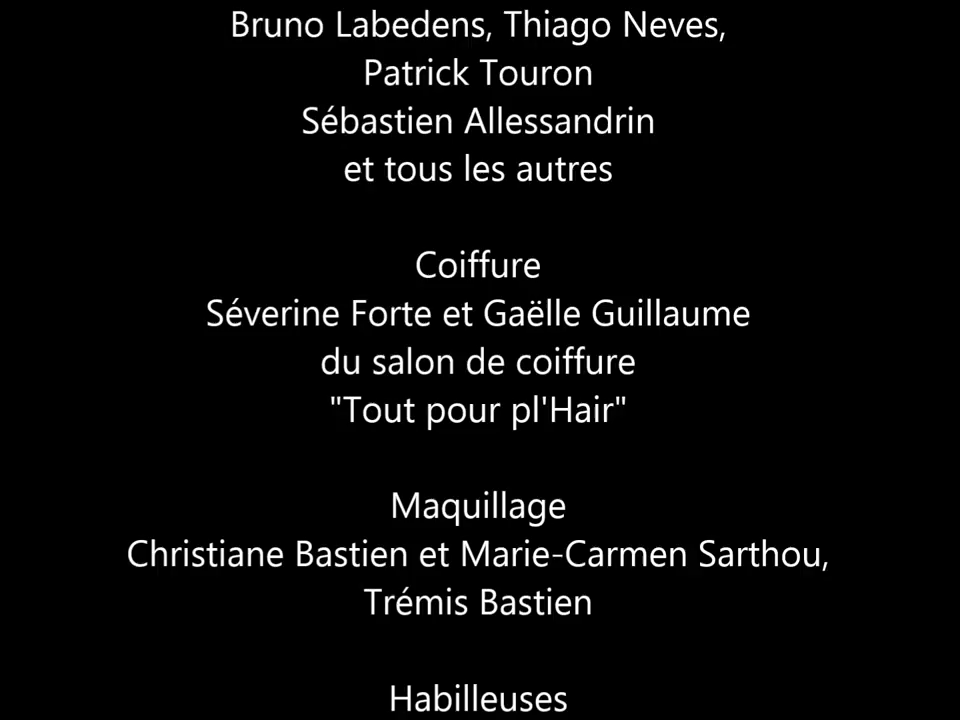 Bruno Labedens, Thiago Neves,
Patrick Touron
Sébastien Allessandrin
et tous les autres
Coiffure
Séverine Forte et Gaëlle Guillaume
du salon de coiffure
"Tout pour pl'Hair"
Maquillage
Christiane Bastien et Marie-Carmen Sarthou,
Trémis Bastien
Habilleuses